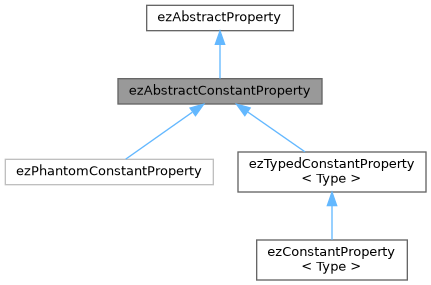 ezAbstractProperty
ezAbstractConstantProperty
ezPhantomConstantProperty
ezTypedConstantProperty
< Type >
ezConstantProperty
< Type >